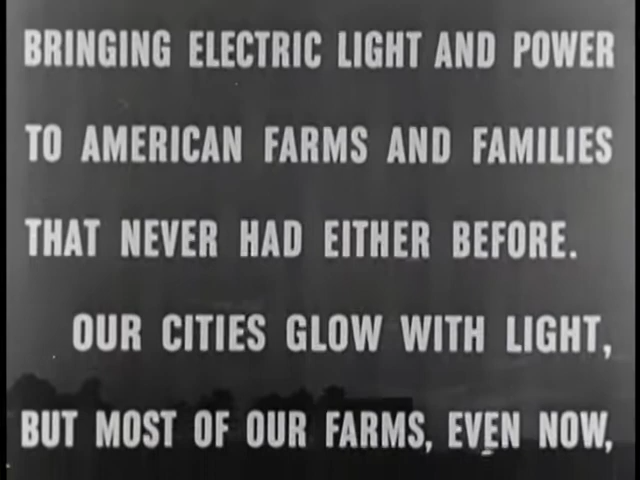 BRINGING ELECTRIC LIGHT AND POWER
TO AMERICAN FARMS AND FAMILIES
THAT NEVER HAD EITHER BEFORE.
OUR CITIES GLOW WITH LIGHT,
BUT MOST OF OUR FARMS, EVEN NOW,